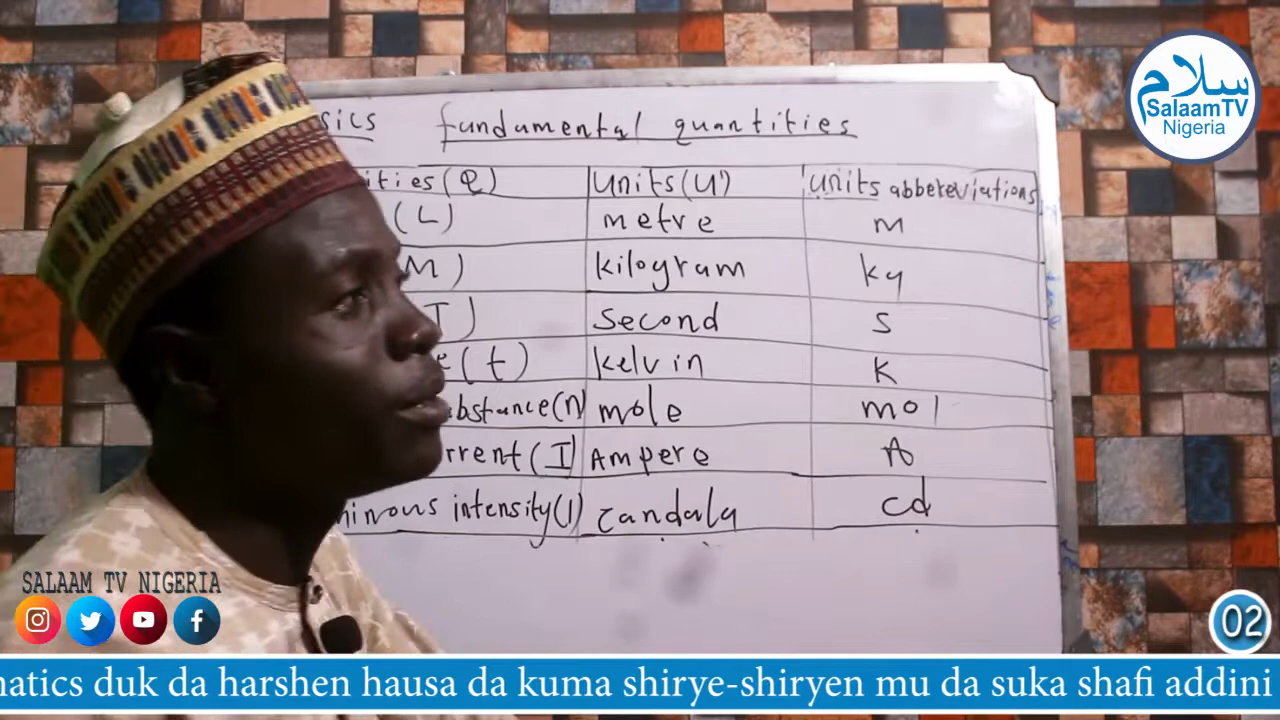 سلام
SalaamTV
Nigeria
sics fundamental quantities
ities(Q) Units(U) Units abbereviations
(L) metre m
M) kilogram kg
T) Second s
e(t) kelvin K
bstance(n) mole mol
rrent(I) Ampere A
minous intensity(I) candala cd
SALAAM TV NIGERIA
02
natics duk da harshen hausa da kuma shirye-shiryen mu da suka shafi addini